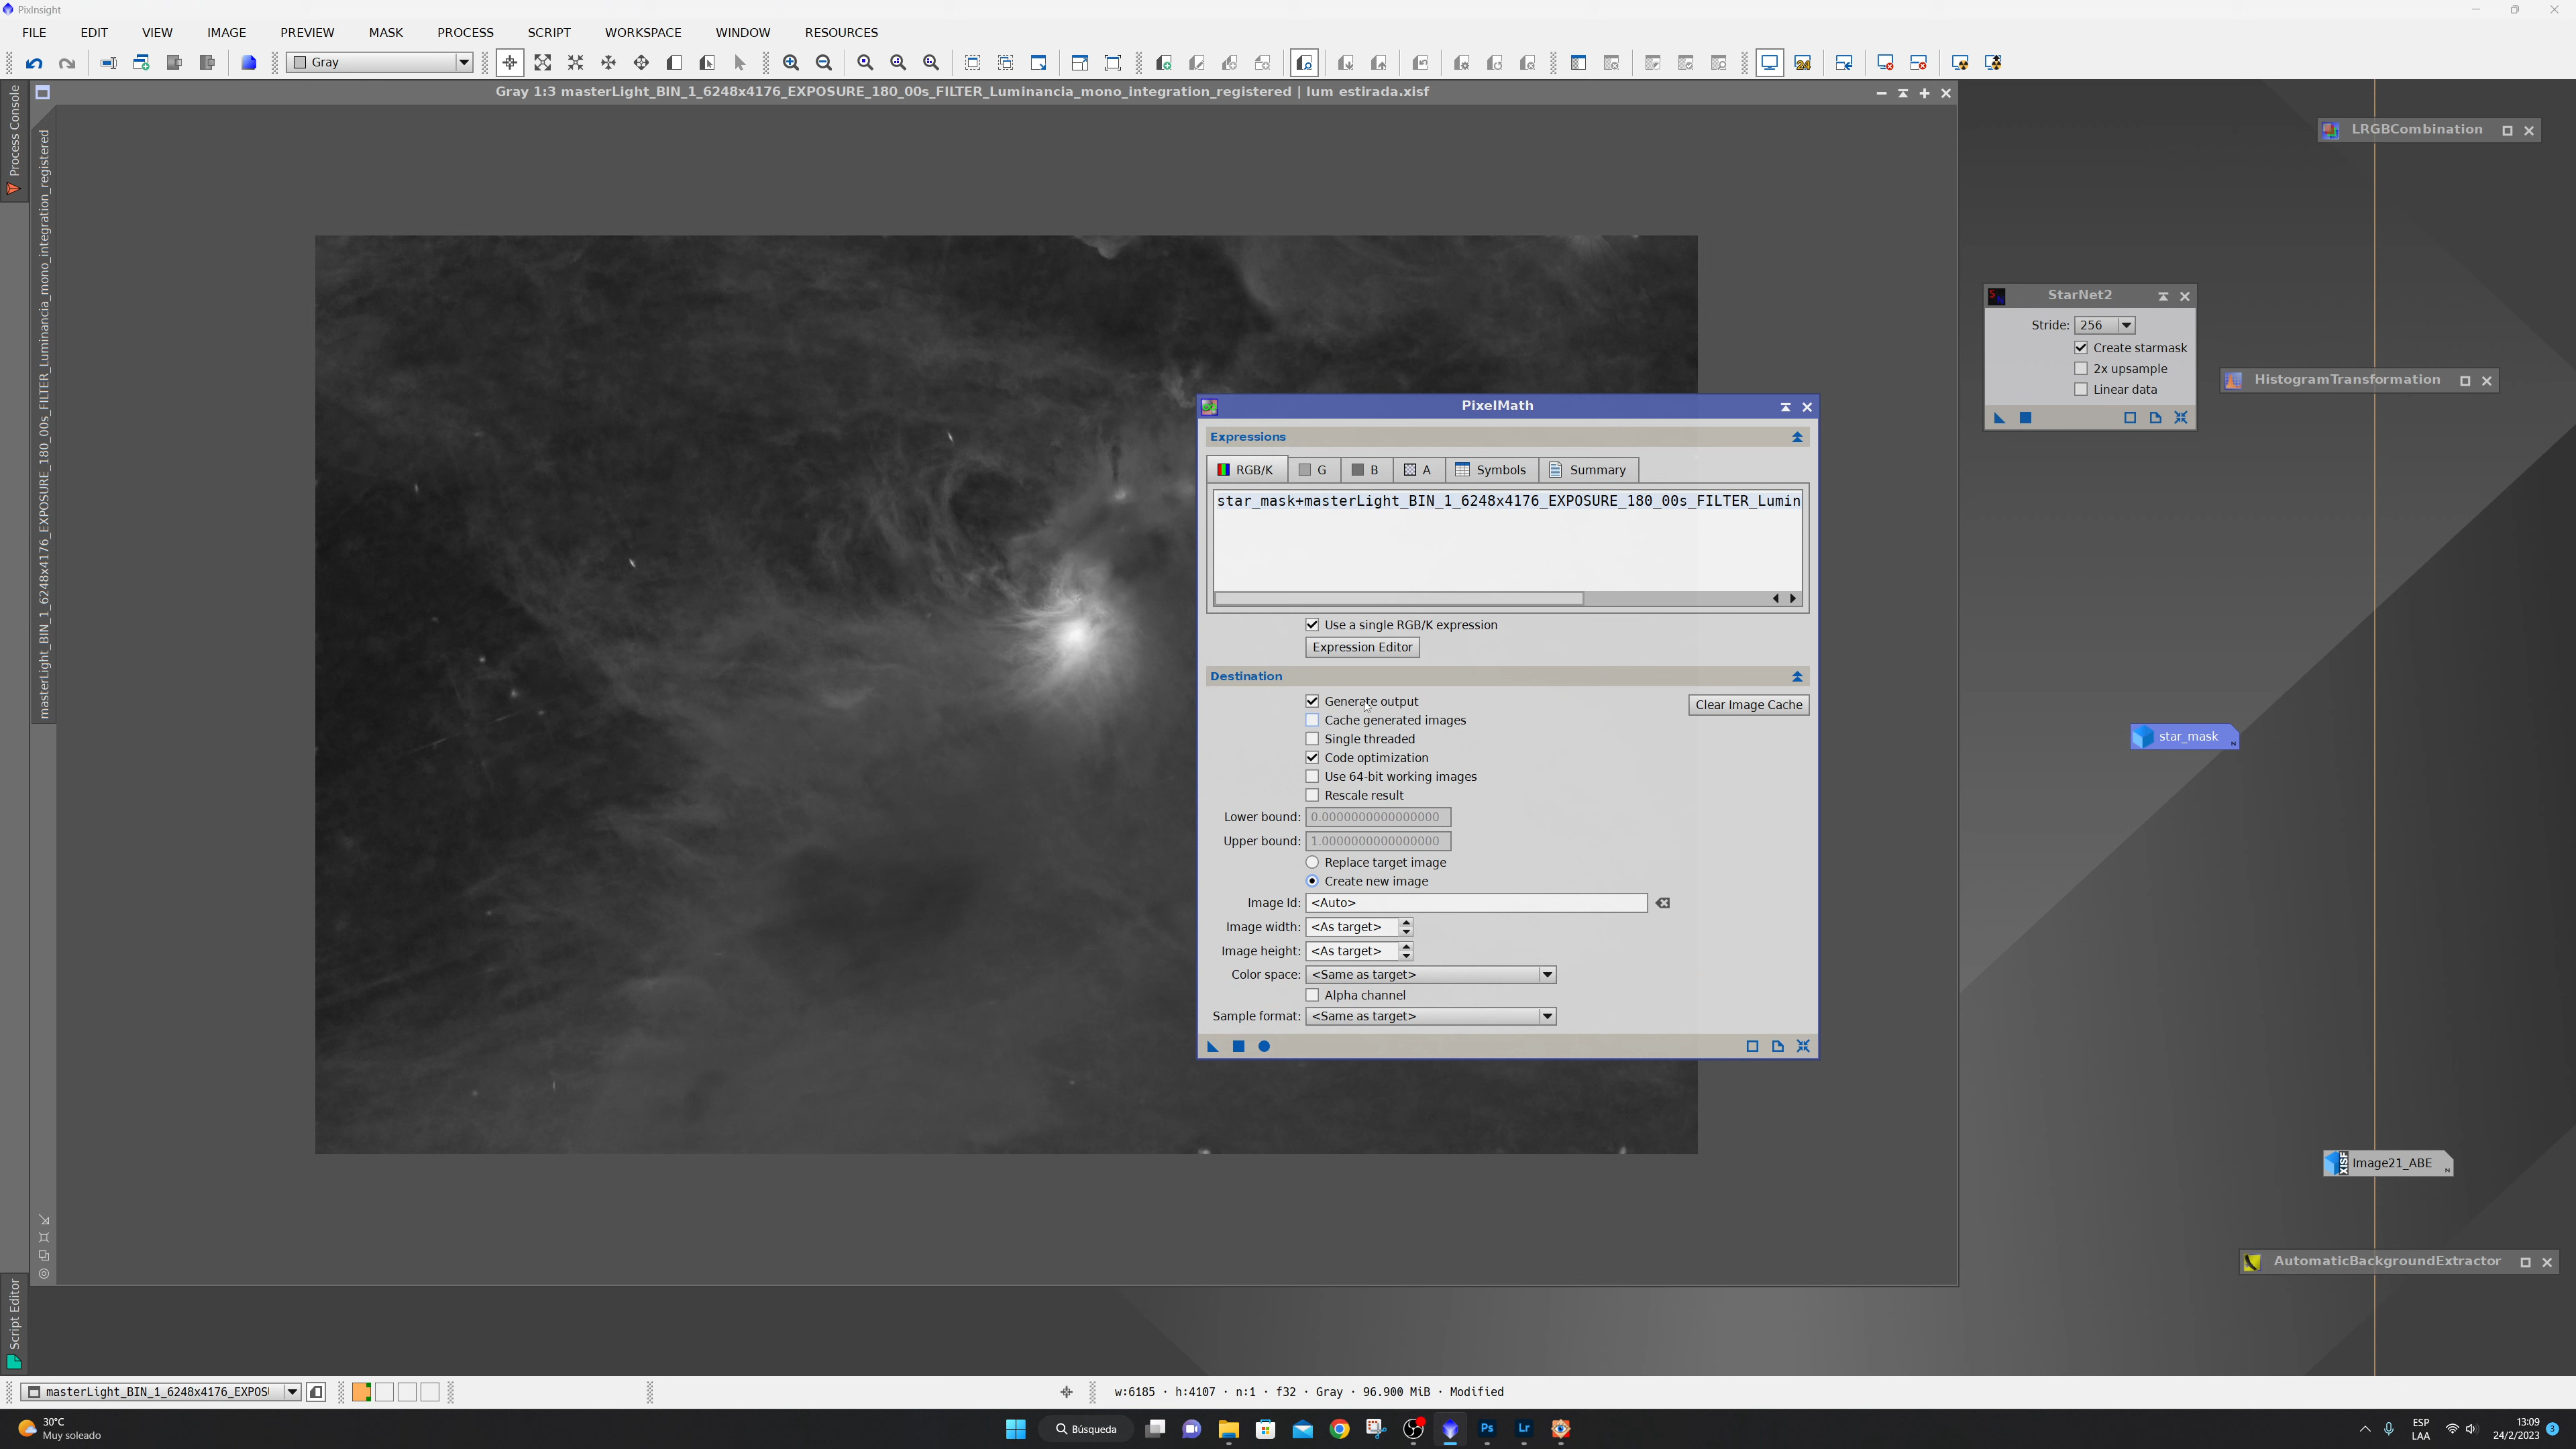 PixInsight
FILE EDIT VIEW IMAGE PREVIEW MASK PROCESS SCRIPT WORKSPACE WINDOW RESOURCES
Gray
Gray 1:3 masterLight_BIN_1_6248x4176_EXPOSURE_180_00s_FILTER_Luminancia_mono_integration_registered | lum estirada.xisf
Process Console
masterLight_BIN_1_6248x4176_EXPOSURE_180_00s_FILTER_Luminancia_mono_integration_registered
Script Editor
LRGBCombination
StarNet2
Stride: 256
Create starmask
2x upsample
Linear data
HistogramTransformation
PixelMath
Expressions
RGB/K G B A Symbols Summary
star_mask+masterLight_BIN_1_6248x4176_EXPOSURE_180_00s_FILTER_Lumin
Use a single RGB/K expression
Expression Editor
Destination
Generate output
Clear Image Cache
Cache generated images
Single threaded
Code optimization
Use 64-bit working images
Rescale result
Lower bound: 0.0000000000000000
Upper bound: 1.0000000000000000
Replace target image
Create new image
Image Id: <Auto>
Image width: <As target>
Image height: <As target>
Color space: <Same as target>
Alpha channel
Sample format: <Same as target>
star_mask
N
XISF
Image21_ABE
N
AutomaticBackgroundExtractor
masterLight_BIN_1_6248x4176_EXPOS
w:6185 · h:4107 · n:1 · f32 · Gray · 96.900 MiB · Modified
30°C
Muy soleado
Búsqueda
Ps
Lr
ESP
LAA
13:09
24/2/2023
3